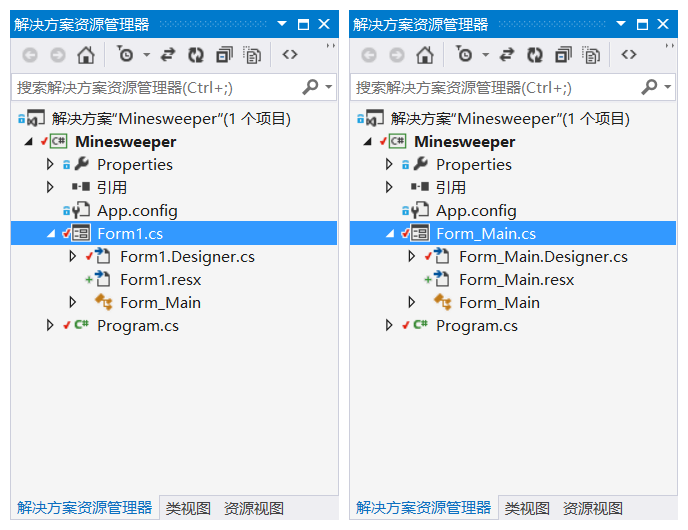 解决方案资源管理器
搜索解决方案资源管理器(Ctrl+;)
解决方案"Minesweeper"(1 个项目)
C# Minesweeper
Properties
引用
App.config
Form1.cs
Form1.Designer.cs
Form1.resx
Form_Main
C# Program.cs
解决方案资源管理器 类视图 资源视图
解决方案资源管理器
搜索解决方案资源管理器(Ctrl+;)
解决方案"Minesweeper"(1 个项目)
C# Minesweeper
Properties
引用
App.config
Form_Main.cs
Form_Main.Designer.cs
Form_Main.resx
Form_Main
C# Program.cs
解决方案资源管理器 类视图 资源视图